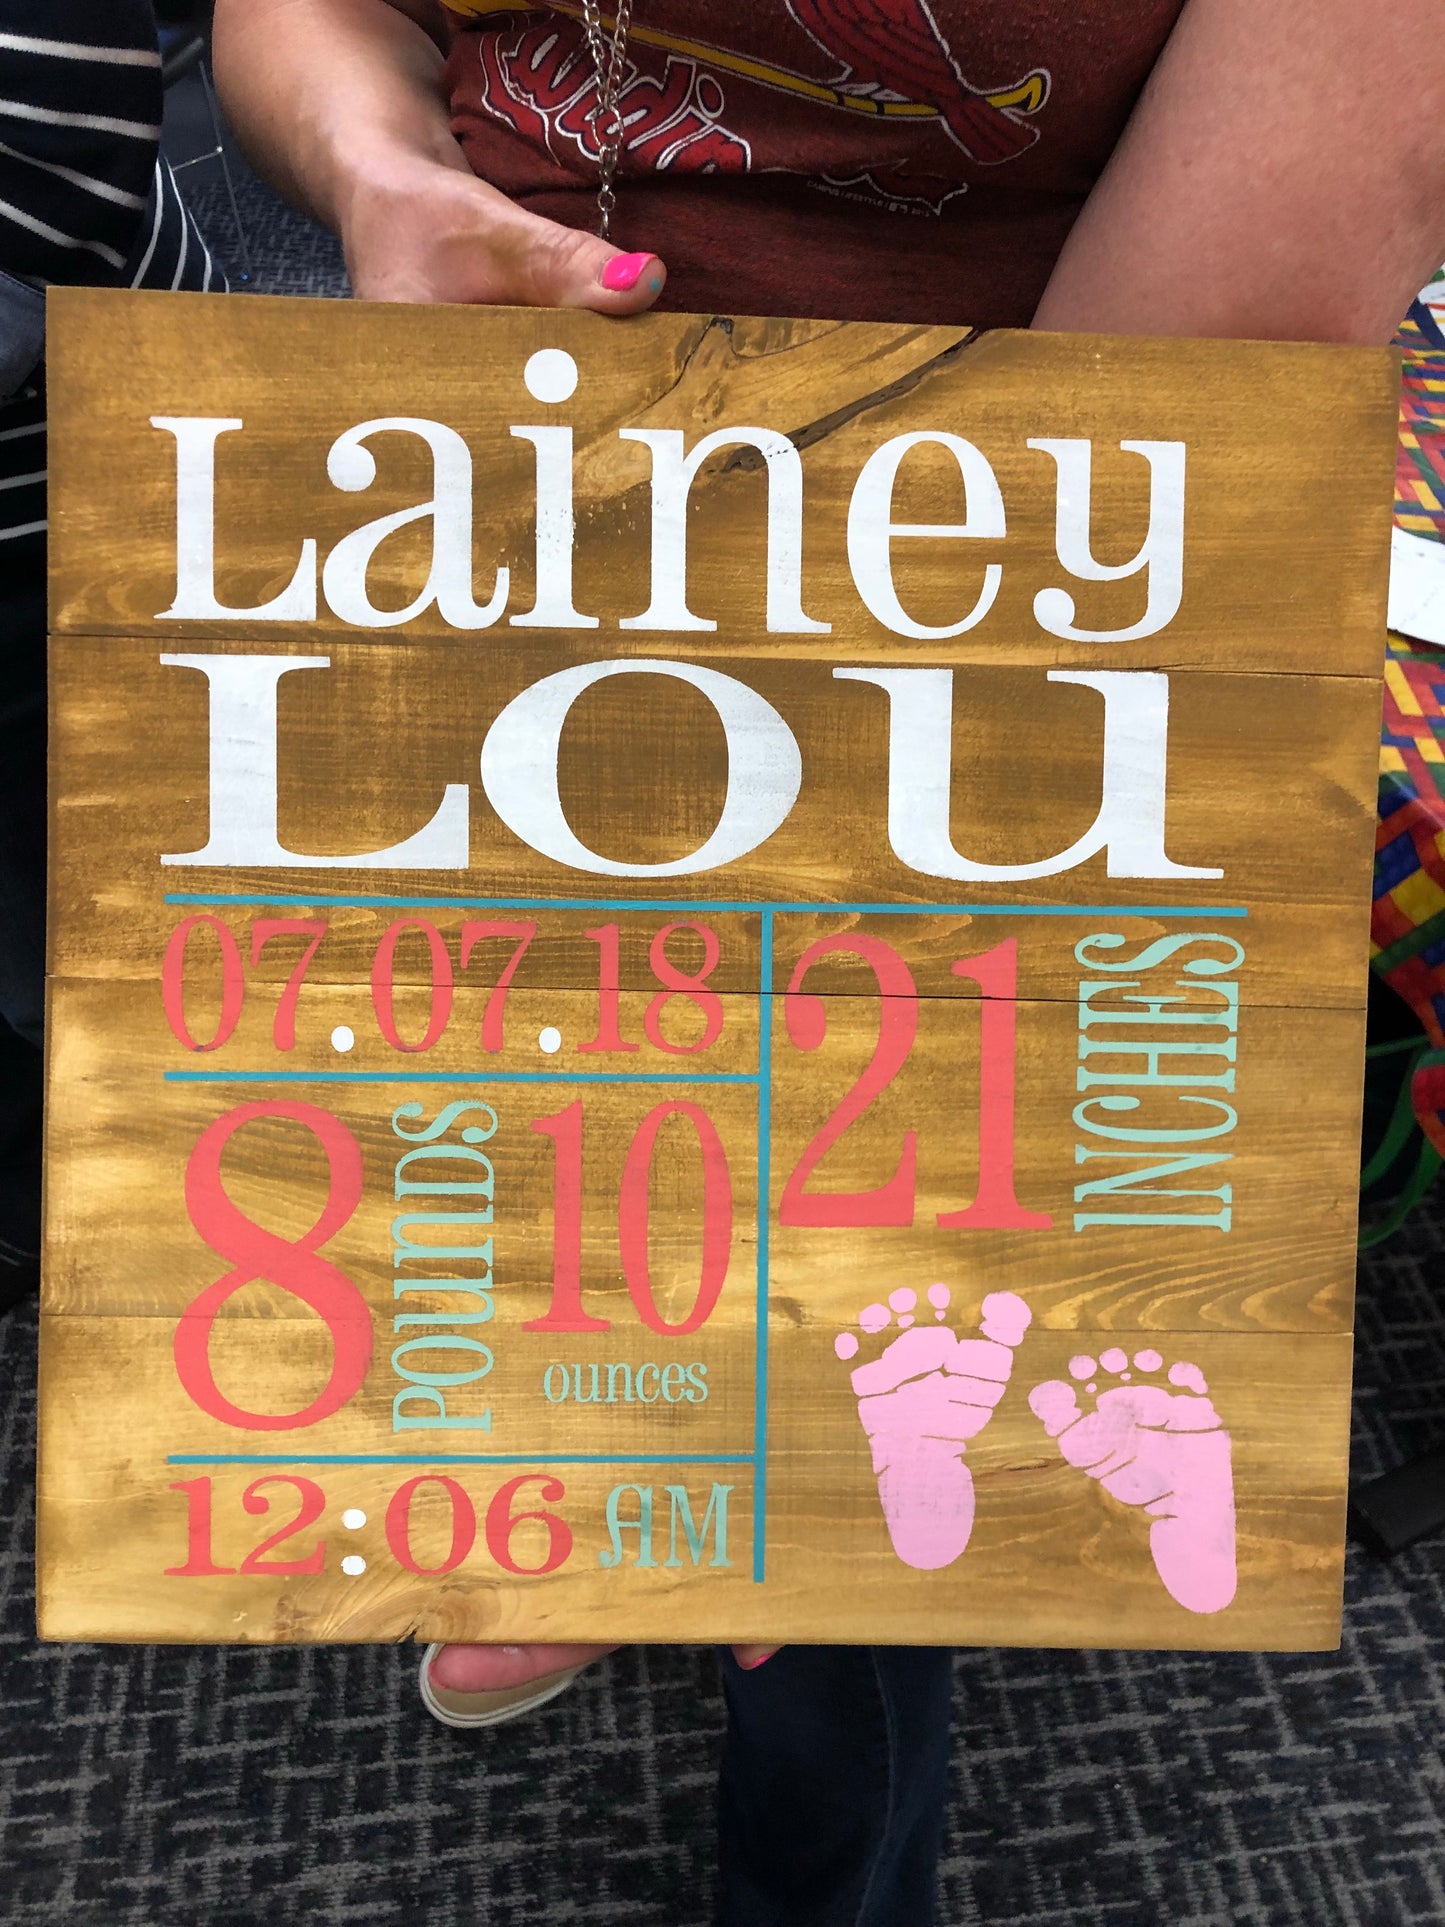 Lainey
Lou
07.07.18
8 POUNDS 10
ounces
21 INCHES
12:06 AM